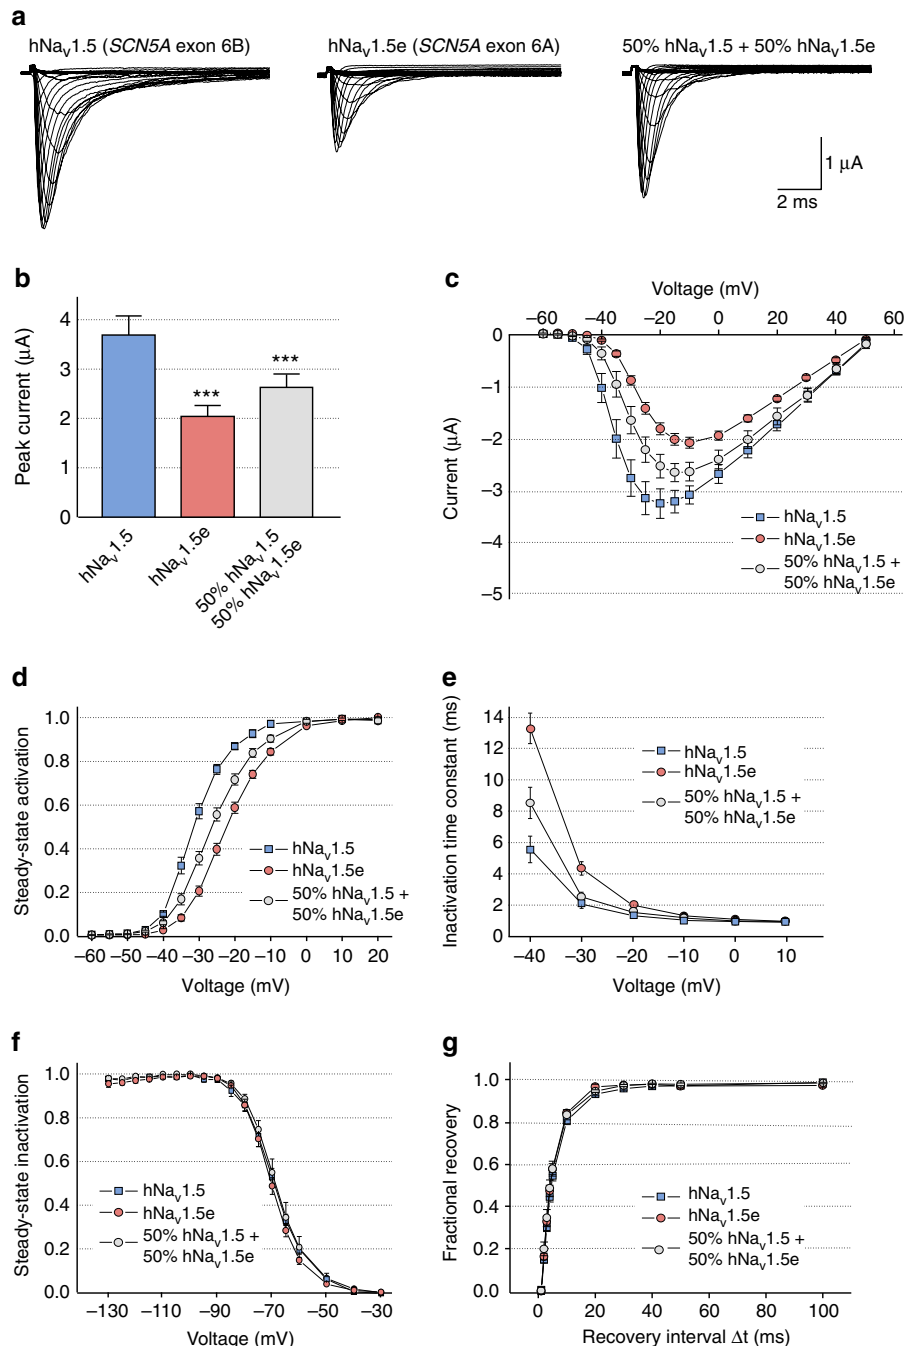 a
hNav1.5 (SCN5A exon 6B)
hNav1.5e (SCN5A exon 6A)
50% hNav1.5 + 50% hNav1.5e
1 μA
2 ms
b
Peak current (μA)
4
3
2
1
0
***
***
hNav1.5
hNav1.5e
50% hNav1.5
50% hNav1.5e
c
Voltage (mV)
−60 −40 −20 0 20 40 60
Current (μA)
0
−1
−2
−3
−4
−5
hNav1.5
hNav1.5e
50% hNav1.5 +
50% hNav1.5e
d
Steady-state activation
1.0
0.8
0.6
0.4
0.2
0.0
hNav1.5
hNav1.5e
50% hNav1.5 +
50% hNav1.5e
−60 −50 −40 −30 −20 −10 0 10 20
Voltage (mV)
e
Inactivation time constant (ms)
14
12
10
8
6
4
2
0
hNav1.5
hNav1.5e
50% hNav1.5 +
50% hNav1.5e
−40 −30 −20 −10 0 10
Voltage (mV)
f
Steady-state inactivation
1.0
0.8
0.6
0.4
0.2
0.0
hNav1.5
hNav1.5e
50% hNav1.5 +
50% hNav1.5e
−130 −110 −90 −70 −50 −30
Voltage (mV)
g
Fractional recovery
1.0
0.8
0.6
0.4
0.2
0.0
hNav1.5
hNav1.5e
50% hNav1.5 +
50% hNav1.5e
0 20 40 60 80 100
Recovery interval Δt (ms)